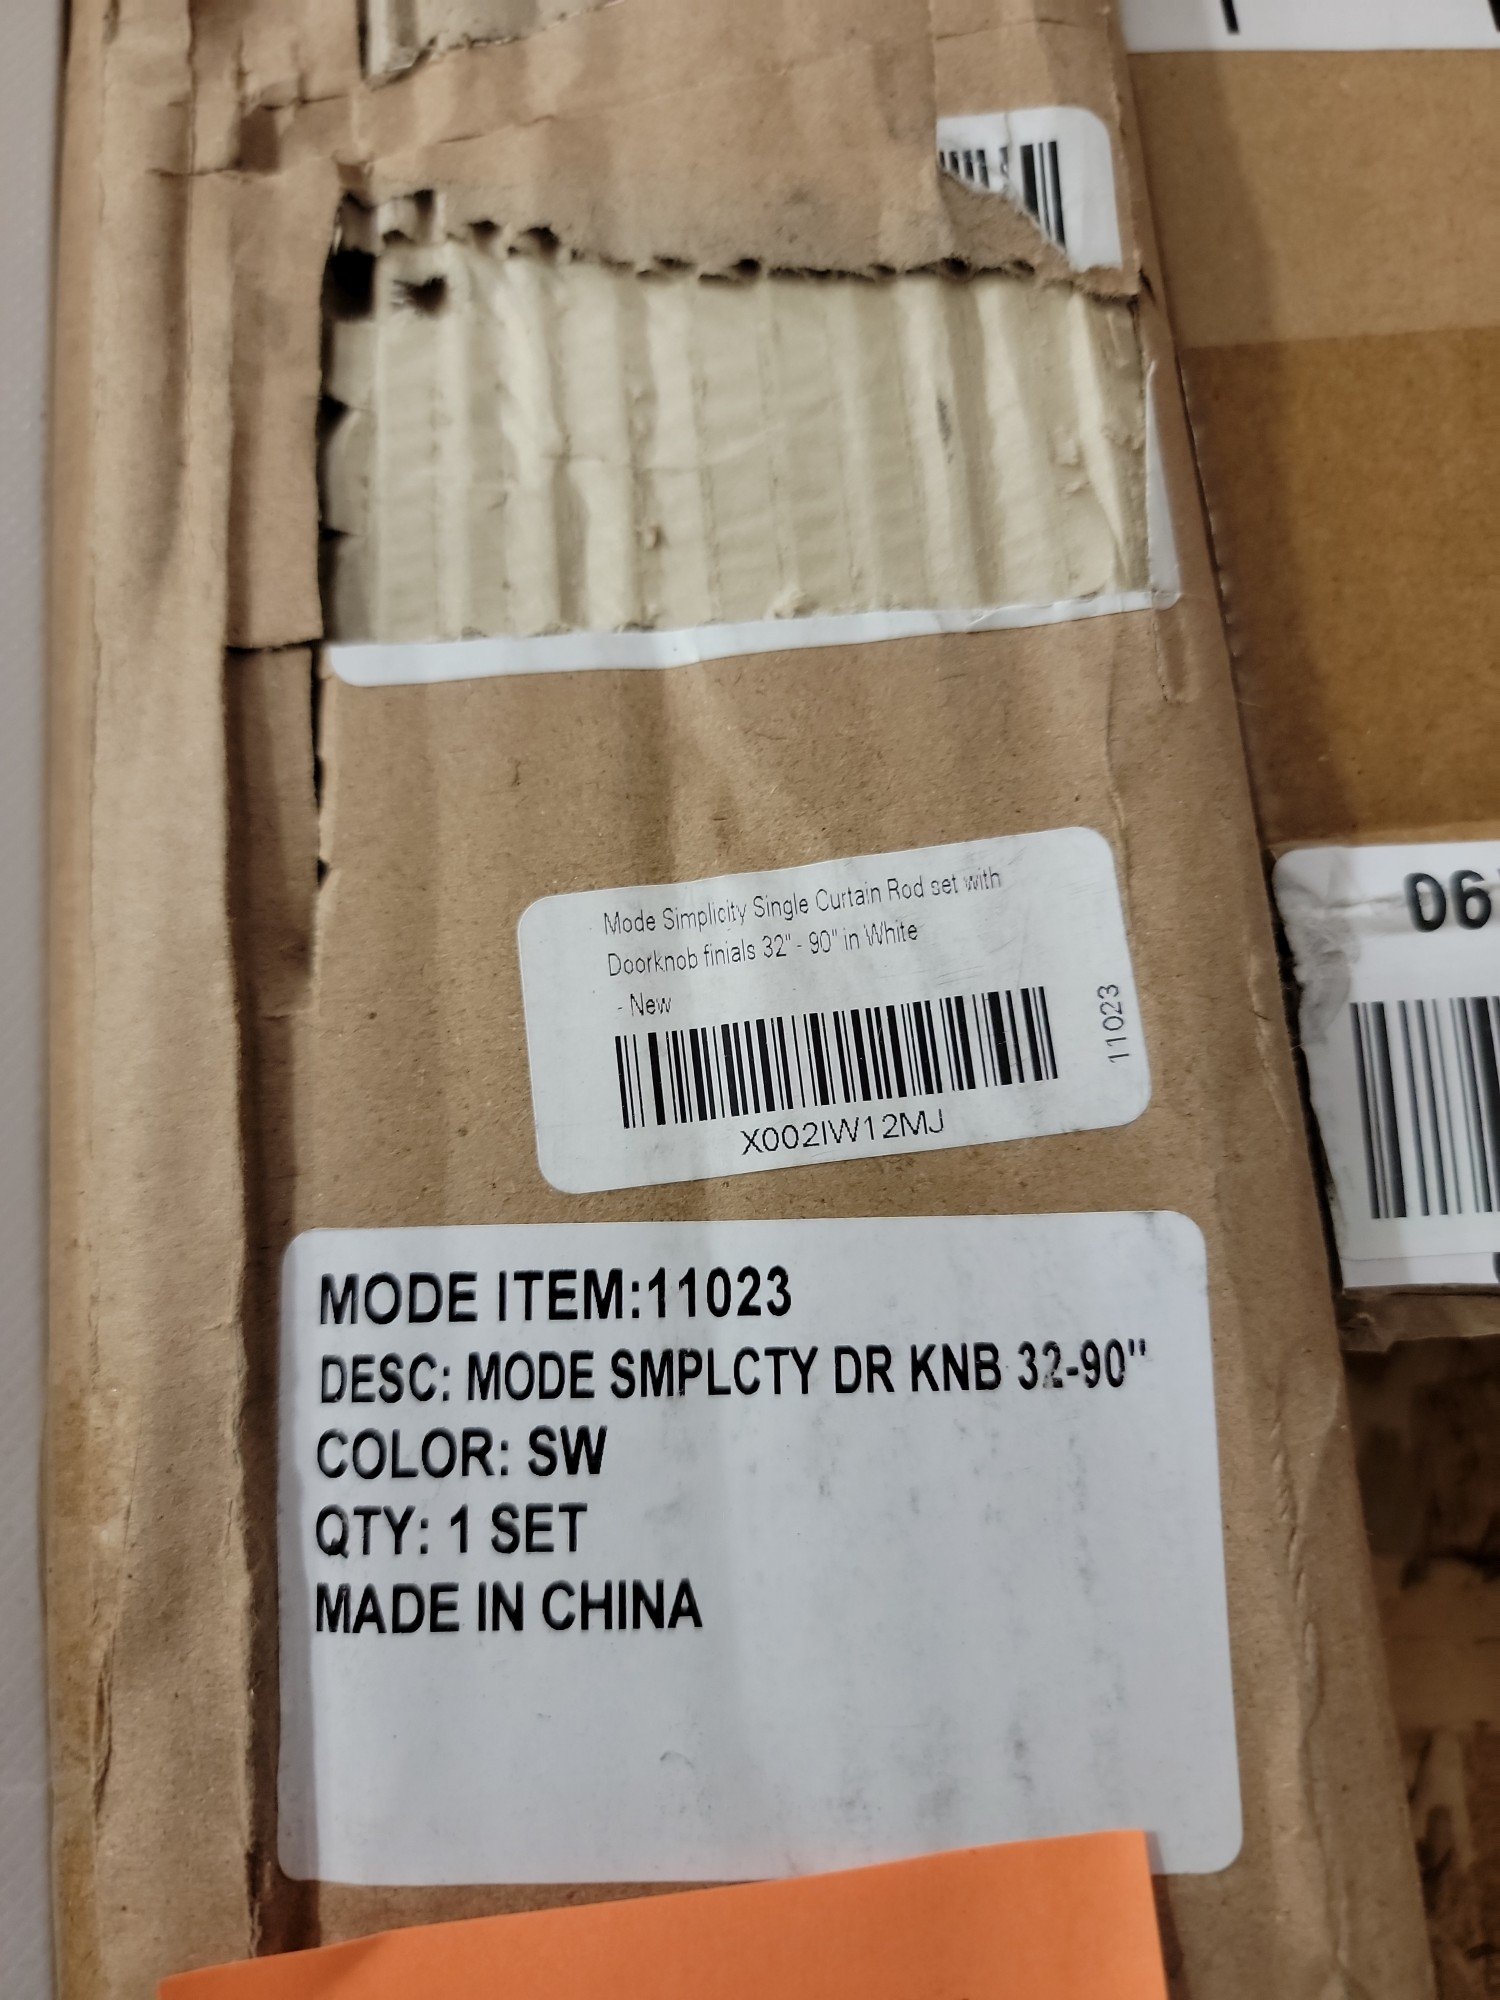 Mode Simplicity Single Curtain Rod set with
Doorknob finials 32" - 90" in White
- New
11023
X002IW12MJ
MODE ITEM:11023
DESC: MODE SMPLCTY DR KNB 32-90"
COLOR: SW
QTY: 1 SET
MADE IN CHINA
06